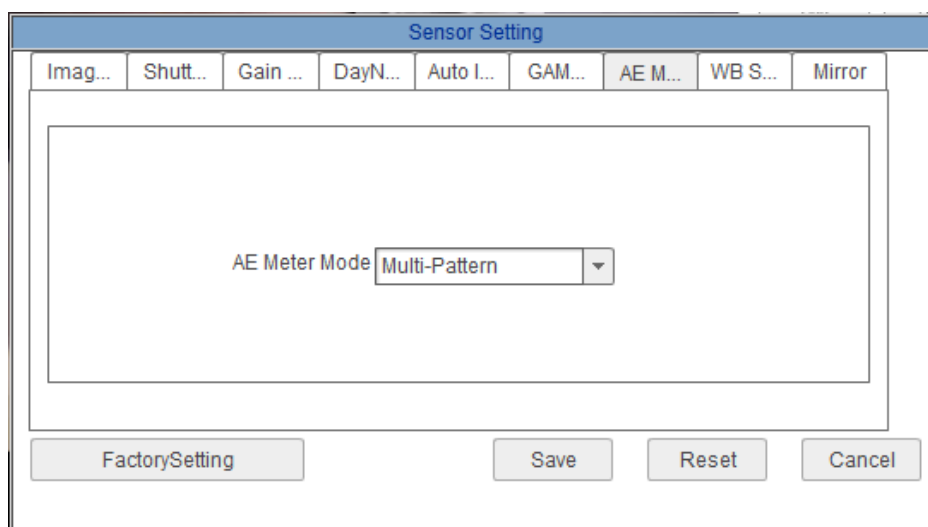 Sensor Setting
Imag... Shutt... Gain ... DayN... Auto I... GAM... AE M... WB S... Mirror
AE Meter Mode Multi-Pattern
FactorySetting Save Reset Cancel